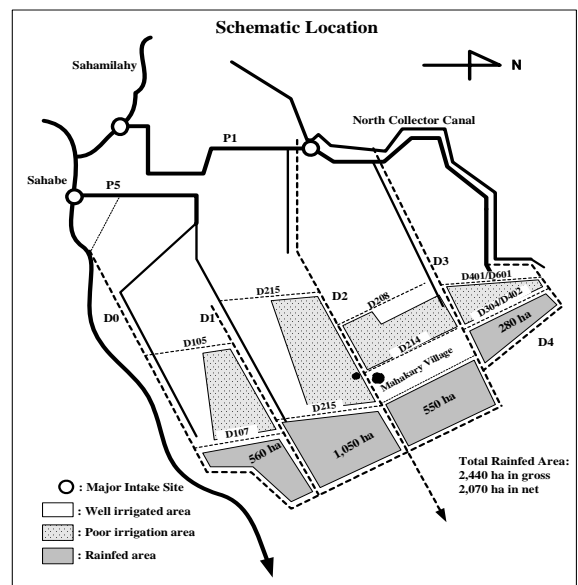 Schematic Location
Sahamilahy
N
North Collector Canal
P1
Sahabe
P5
D3
D401/D601
D215
D2
D208
D304/D402
D0
D1
280 ha
D105
D214
D4
Mahakary Village
D215
550 ha
D107
560 ha
1,050 ha
Total Rainfed Area:
2,440 ha in gross
2,070 ha in net
: Major Intake Site
: Well irrigated area
: Poor irrigation area
: Rainfed area